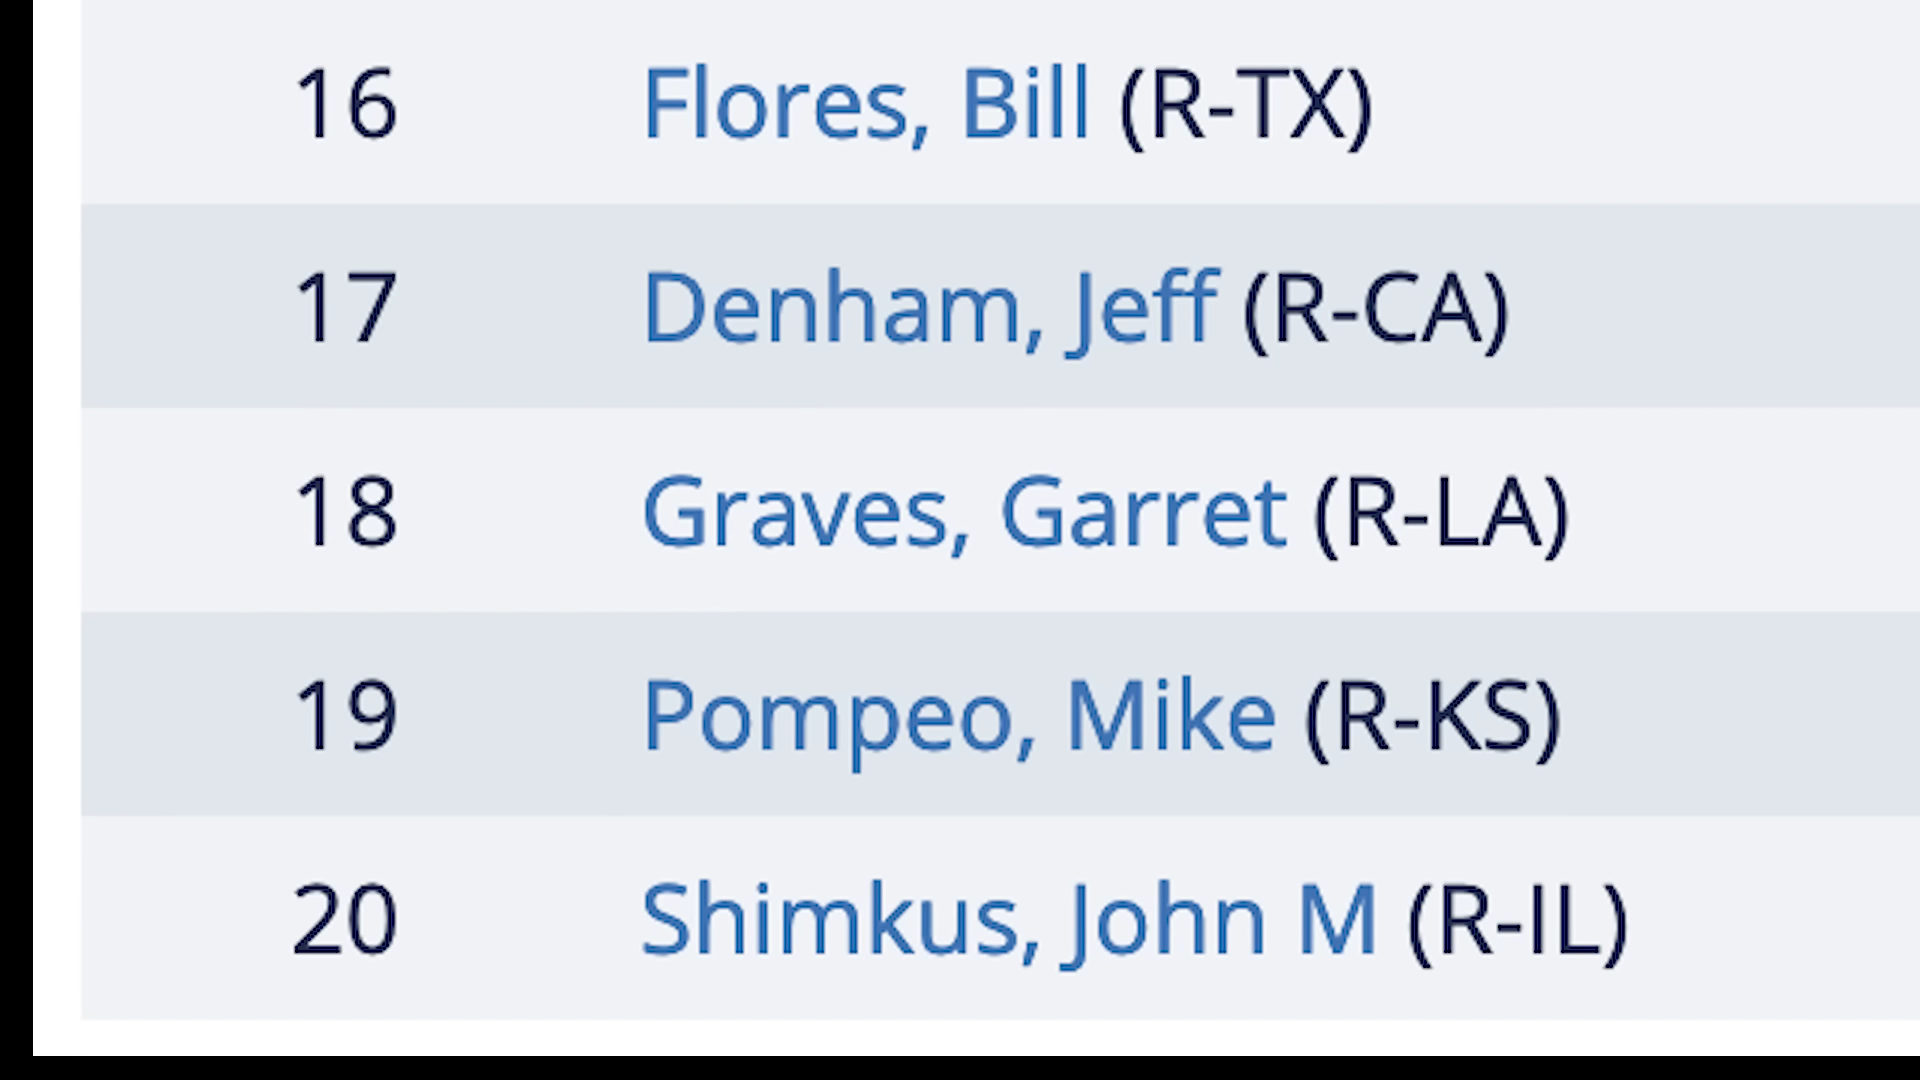 16 Flores, Bill (R-TX)
17 Denham, Jeff (R-CA)
18 Graves, Garret (R-LA)
19 Pompeo, Mike (R-KS)
20 Shimkus, John M (R-IL)